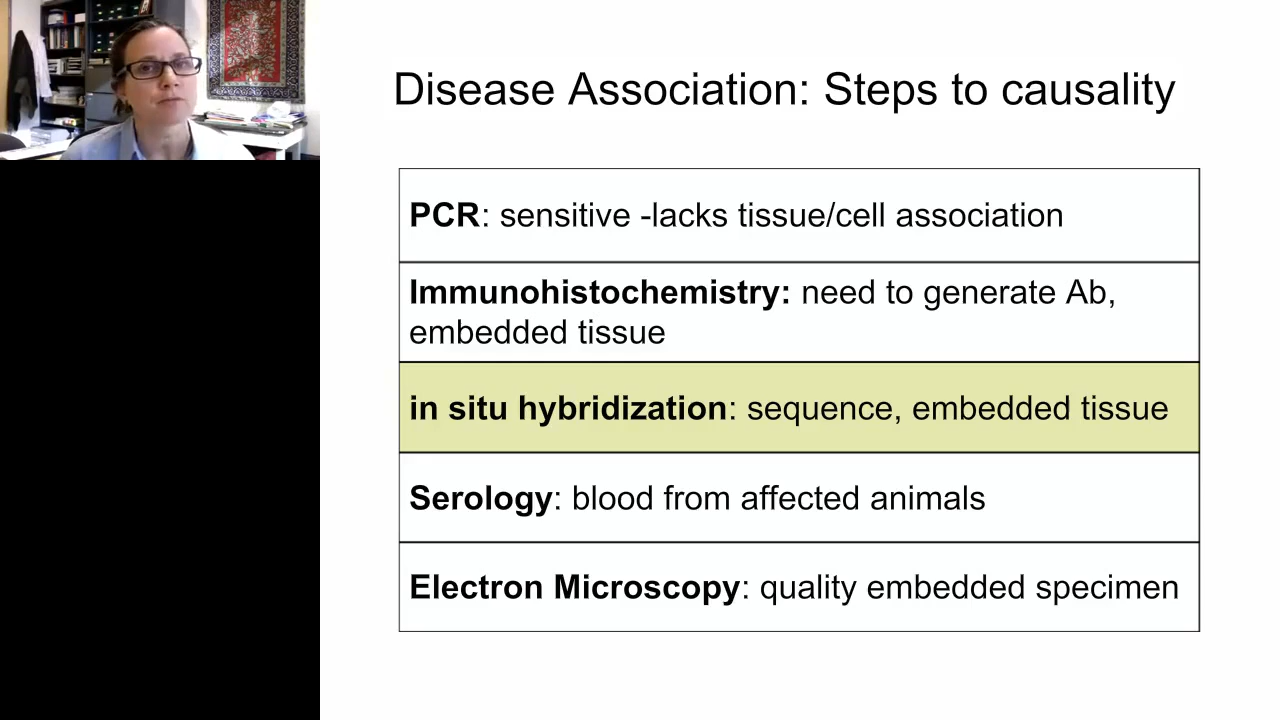 Disease Association: Steps to causality
PCR: sensitive -lacks tissue/cell association
Immunohistochemistry: need to generate Ab,
embedded tissue
in situ hybridization: sequence, embedded tissue
Serology: blood from affected animals
Electron Microscopy: quality embedded specimen